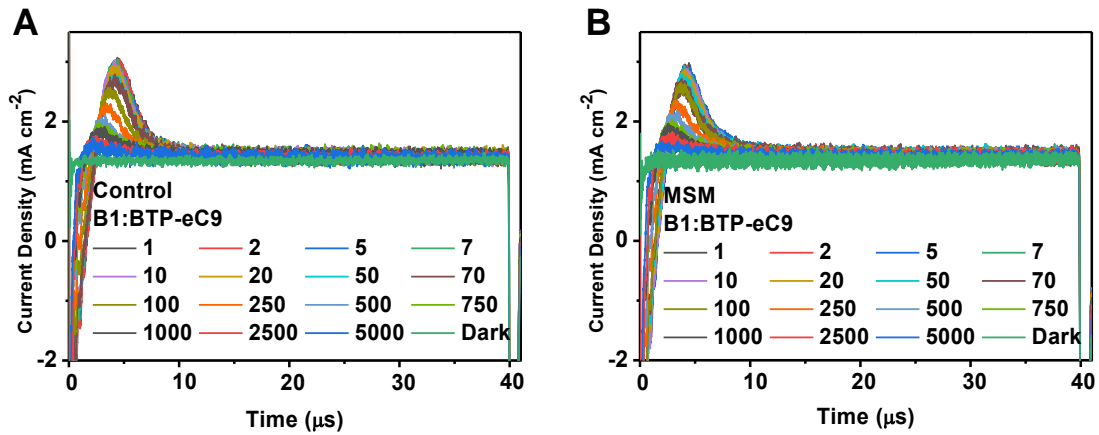 A
Current Density (mA cm⁻²)
2
0
-2
Control
B1:BTP-eC9
1 2 5 7
10 20 50 70
100 250 500 750
1000 2500 5000 Dark
0 10 20 30 40
Time (μs)
B
Current Density (mA cm⁻²)
2
0
-2
MSM
B1:BTP-eC9
1 2 5 7
10 20 50 70
100 250 500 750
1000 2500 5000 Dark
0 10 20 30 40
Time (μs)